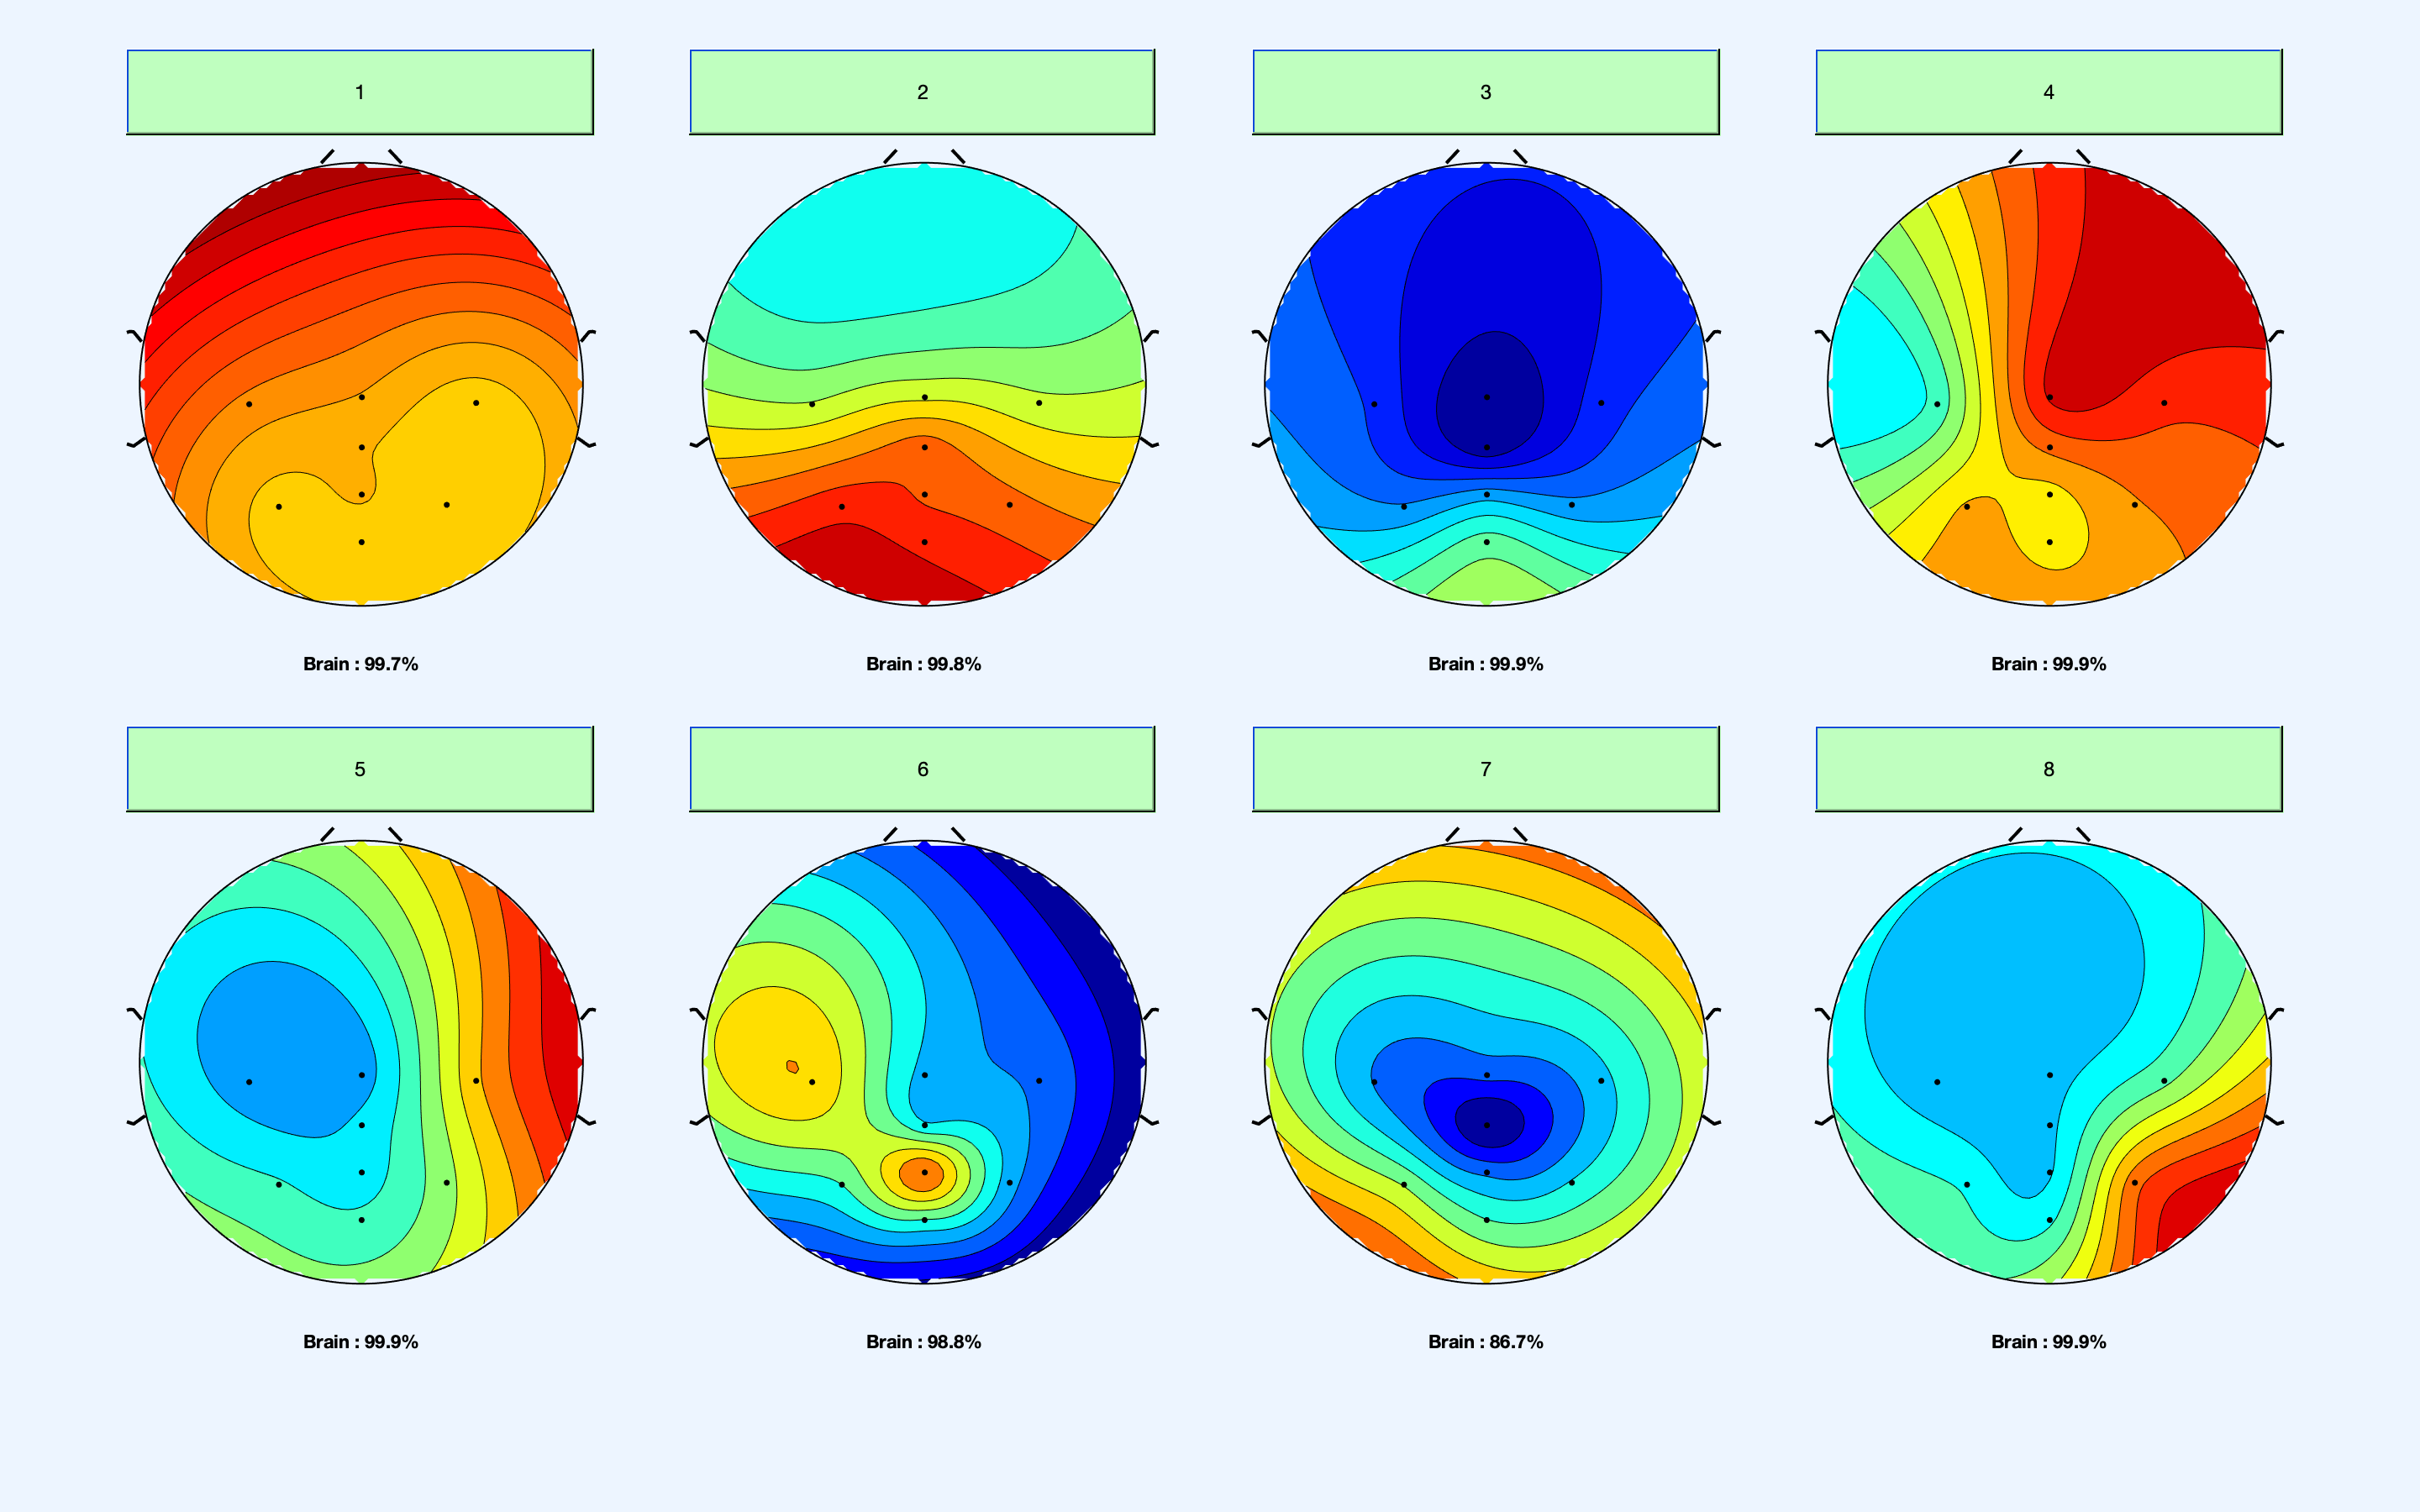 1
2
3
4
Brain : 99.7%
Brain : 99.8%
Brain : 99.9%
Brain : 99.9%
5
6
7
8
Brain : 99.9%
Brain : 98.8%
Brain : 86.7%
Brain : 99.9%